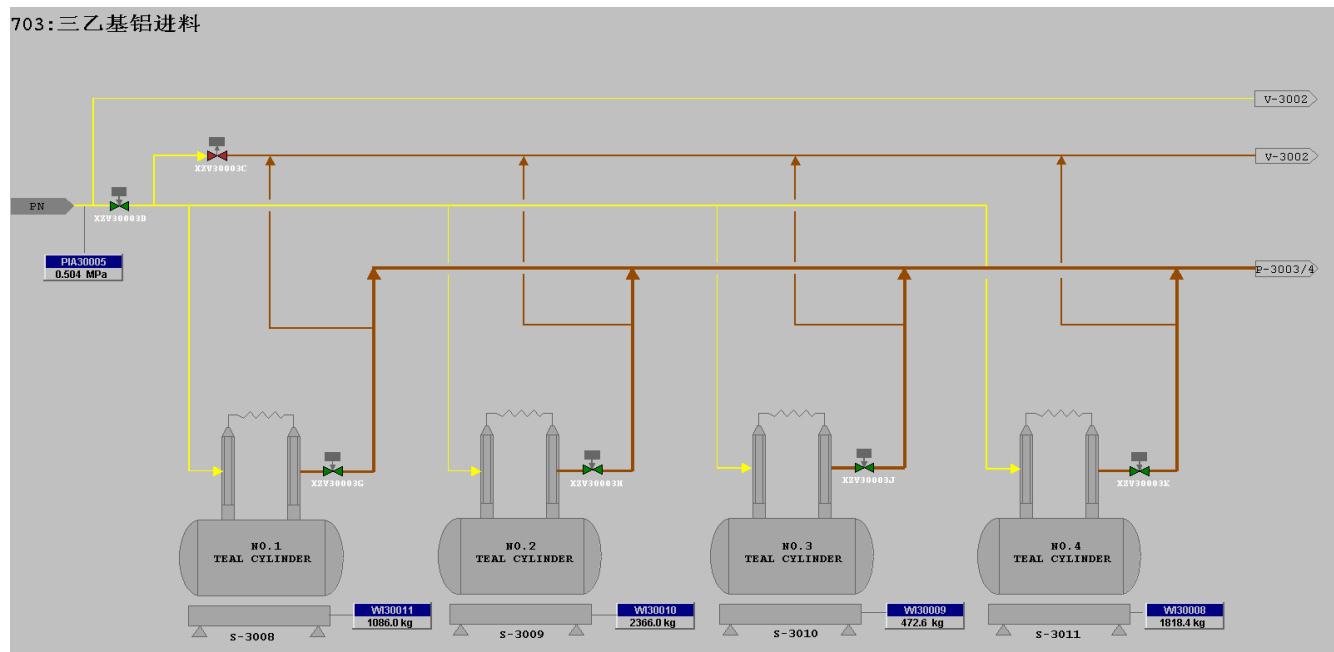 703:三乙基铝进料
V-3002
XZV30003C
V-3002
PN
XZV30003D
PIA30005
0.504 MPa
P-3003/4
XZV30003G
XZV30003H
XZV30003J
XZV30003K
NO.1
TEAL CYLINDER
NO.2
TEAL CYLINDER
NO.3
TEAL CYLINDER
NO.4
TEAL CYLINDER
WI30011
1086.0 kg
WI30010
2366.0 kg
WI30009
472.6 kg
WI30008
1818.4 kg
S-3008
S-3009
S-3010
S-3011